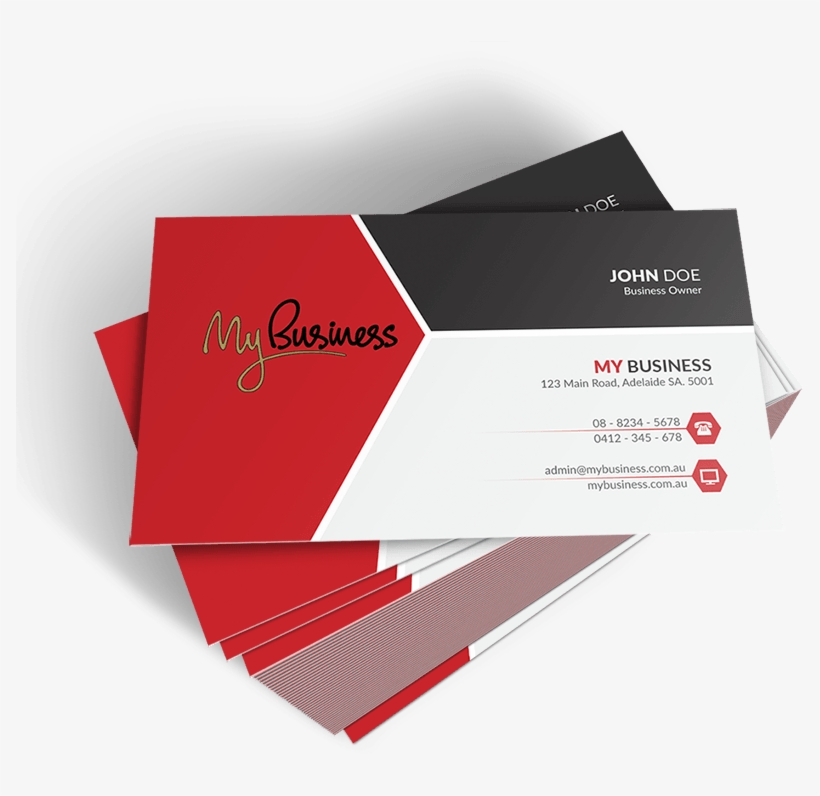 DOE
My Business
JOHN DOE
Business Owner
MY BUSINESS
123 Main Road, Adelaide SA. 5001
08 - 8234 - 5678
0412 - 345 - 678
admin@mybusiness.com.au
mybusiness.com.au